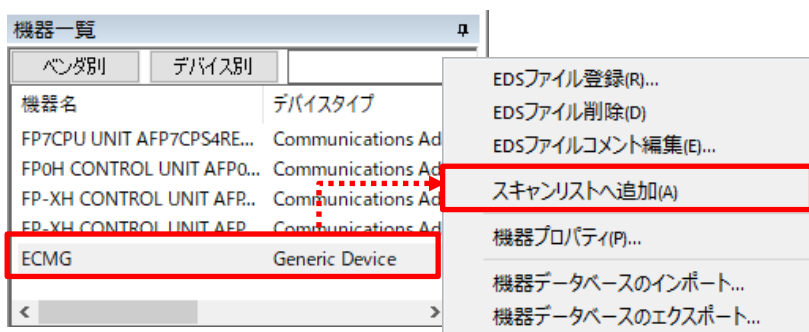 機器一覧
ベンダ別 デバイス別
機器名 デバイスタイプ
FP7CPU UNIT AFP7CPS4RE... Communications Ad
FP0H CONTROL UNIT AFP0... Communications Ad
FP-XH CONTROL UNIT AFP... Communications Ad
FP-XH CONTROL UNIT AFP... Communications Ad
ECMG Generic Device
EDSファイル登録(R)...
EDSファイル削除(D)
EDSファイルコメント編集(E)...
スキャンリストへ追加(A)
機器プロパティ(P)...
機器データベースのインポート...
機器データベースのエクスポート...